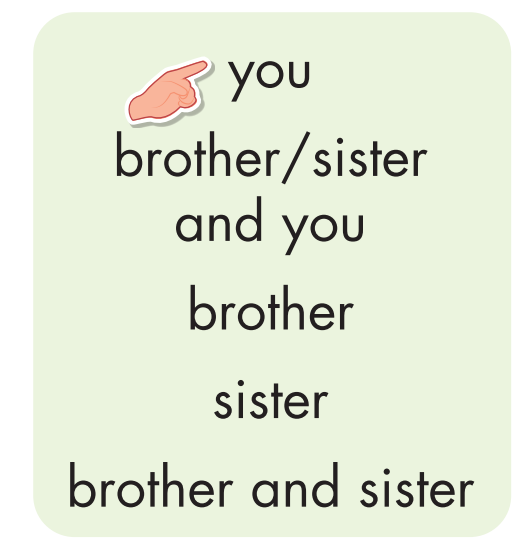 you
brother/sister
and you
brother
sister
brother and sister